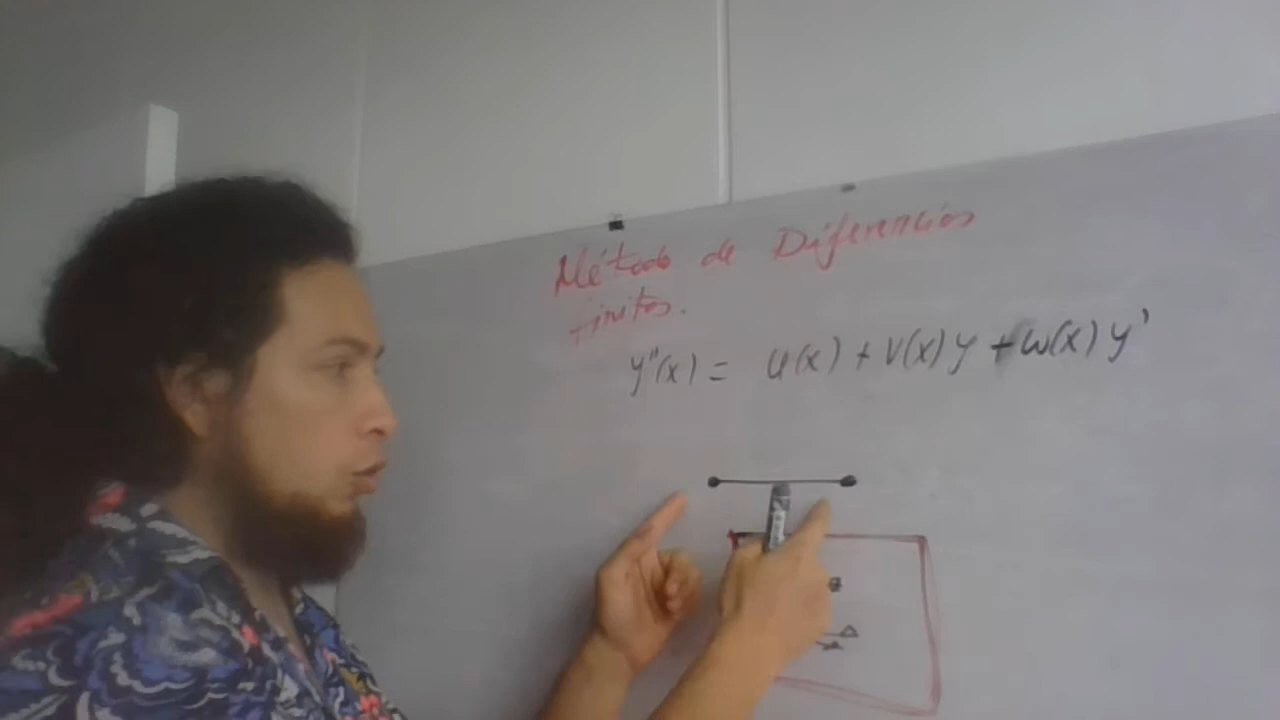 Método de Diferencias
finitas.
y''(x) = u(x) + v(x) y + w(x) y'